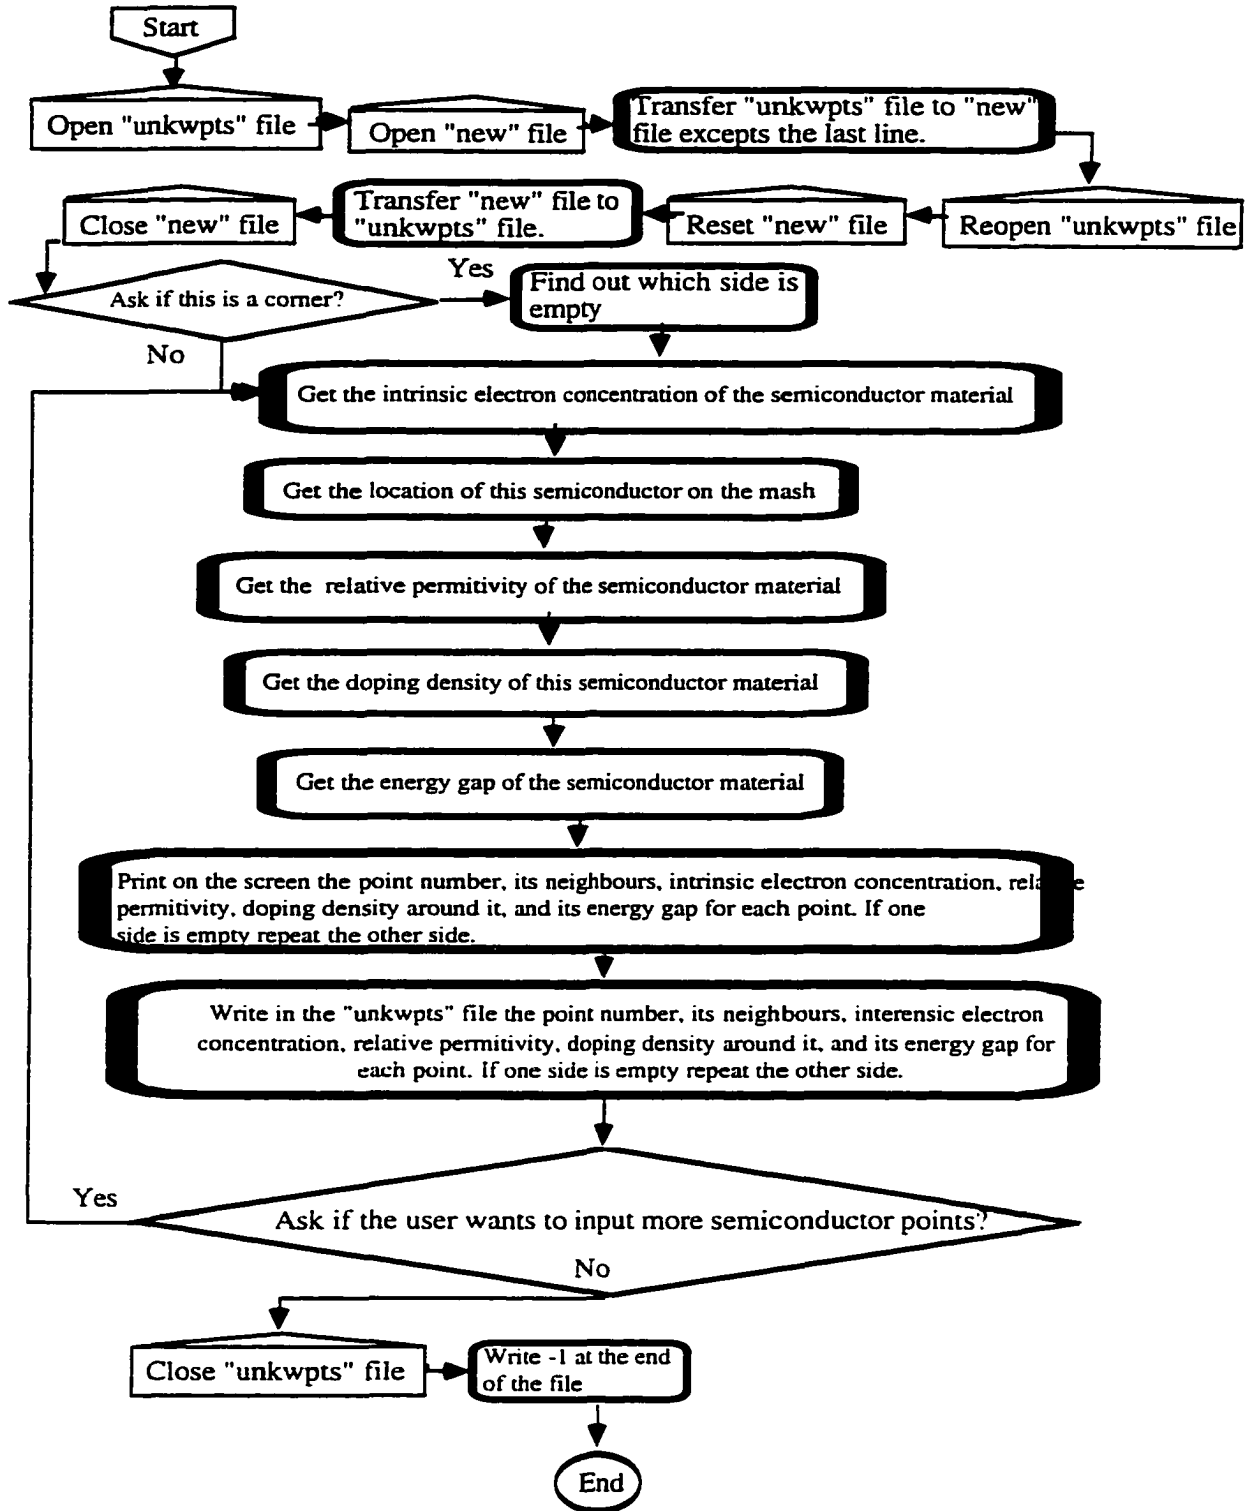 Start
Open "unkwpts" file
Open "new" file
Transfer "unkwpts" file to "new"
file excepts the last line.
Close "new" file
Transfer "new" file to
"unkwpts" file.
Reset "new" file
Reopen "unkwpts" file
Ask if this is a corner?
Yes
Find out which side is
empty
No
Get the intrinsic electron concentration of the semiconductor material
Get the location of this semiconductor on the mash
Get the relative permitivity of the semiconductor material
Get the doping density of this semiconductor material
Get the energy gap of the semiconductor material
Print on the screen the point number, its neighbours, intrinsic electron concentration,
permitivity, doping density around it, and its energy gap for each point. If one
side is empty repeat the other side.
Write in the "unkwpts" file the point number, its neighbours, interensic electron
concentration, relative permitivity, doping density around it, and its energy gap for
each point. If one side is empty repeat the other side.
Yes
Ask if the user wants to input more semiconductor points?
No
Close "unkwpts" file
Write -1 at the end
of the file
End